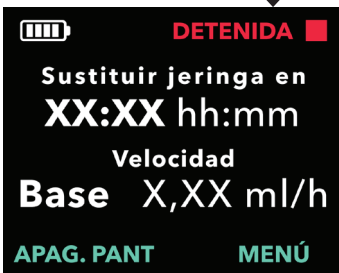 DETENIDA
Sustituir jeringa en
XX:XX hh:mm
Velocidad
Base X,XX ml/h
APAG. PANT MENÚ